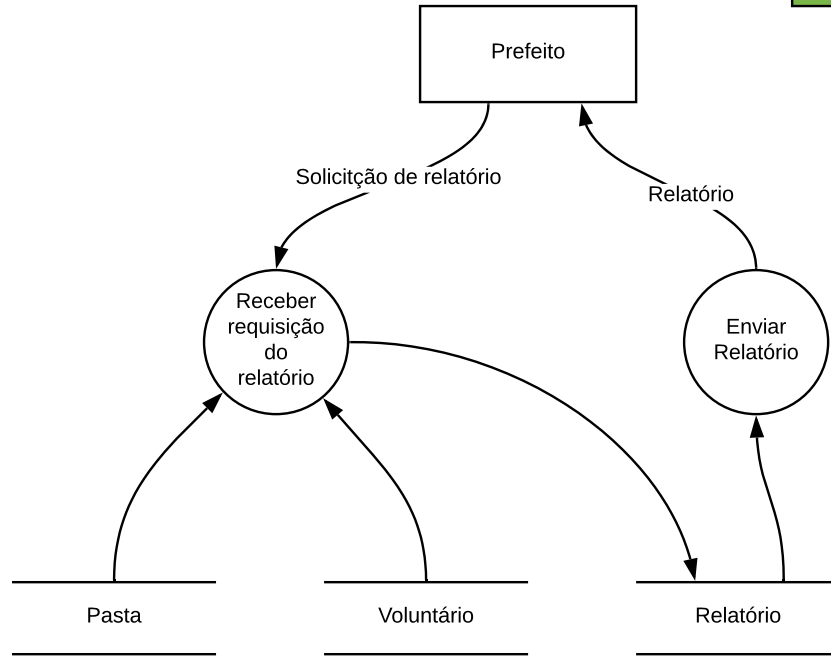 Prefeito
Solicitção de relatório
Relatório
Receber
requisição
do
relatório
Enviar
Relatório
Pasta
Voluntário
Relatório